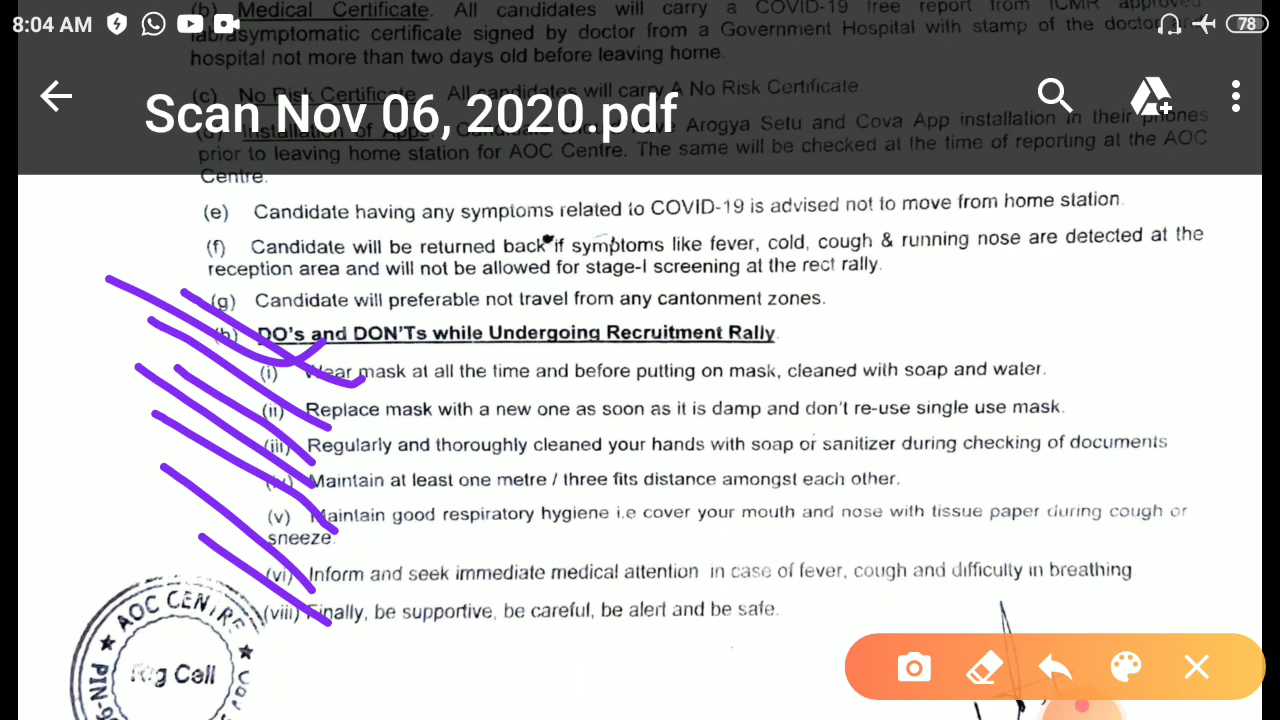 (b) Medical Certificate. All candidates will carry a COVID-19 free report from ICMR approved
8:04 AM 78
lab/asymptomatic certificate signed by doctor from a Government Hospital with stamp of the doctor
hospital not more than two days old before leaving home.
(c) No Risk Certificate. All candidates will carry A No Risk Certificate.
Scan Nov 06, 2020.pdf
Installation of Apps. Arogya Setu and Cova App installation in their phones
prior to leaving home station for AOC Centre. The same will be checked at the time of reporting at the AOC
Centre.
(e) Candidate having any symptoms related to COVID-19 is advised not to move from home station.
(f) Candidate will be returned back if symptoms like fever, cold, cough & running nose are detected at the
reception area and will not be allowed for stage-I screening at the rect rally.
(g) Candidate will preferable not travel from any cantonment zones.
(h) DO's and DON'Ts while Undergoing Recruitment Rally.
(i) Wear mask at all the time and before putting on mask, cleaned with soap and water.
(ii) Replace mask with a new one as soon as it is damp and don't re-use single use mask.
(iii) Regularly and thoroughly cleaned your hands with soap or sanitizer during checking of documents
(iv) Maintain at least one metre / three fits distance amongst each other.
(v) Maintain good respiratory hygiene i.e cover your mouth and nose with tissue paper during cough or
sneeze.
(vi) Inform and seek immediate medical attention in case of fever, cough and difficulty in breathing
(viii) Finally, be supportive, be careful, be alert and be safe.
AOC CENTRE
Cell